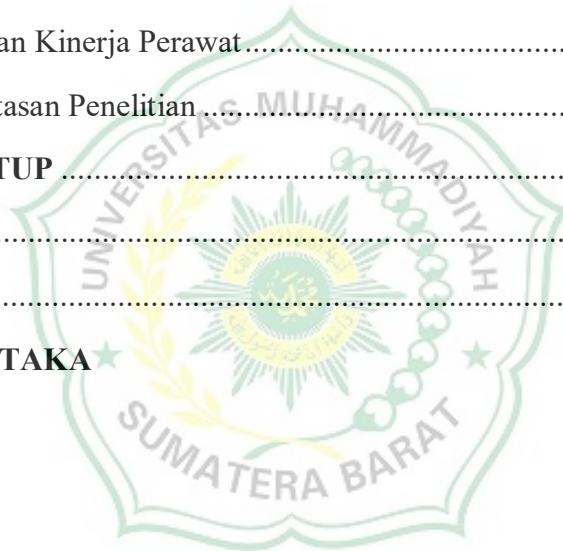 an Kinerja Perawat........................................
tasan Penelitian ........................................
TUP ........................................
........................................
........................................
TAKA
UNIVERSITAS MUHAMMADIYAH
SUMATERA BARAT